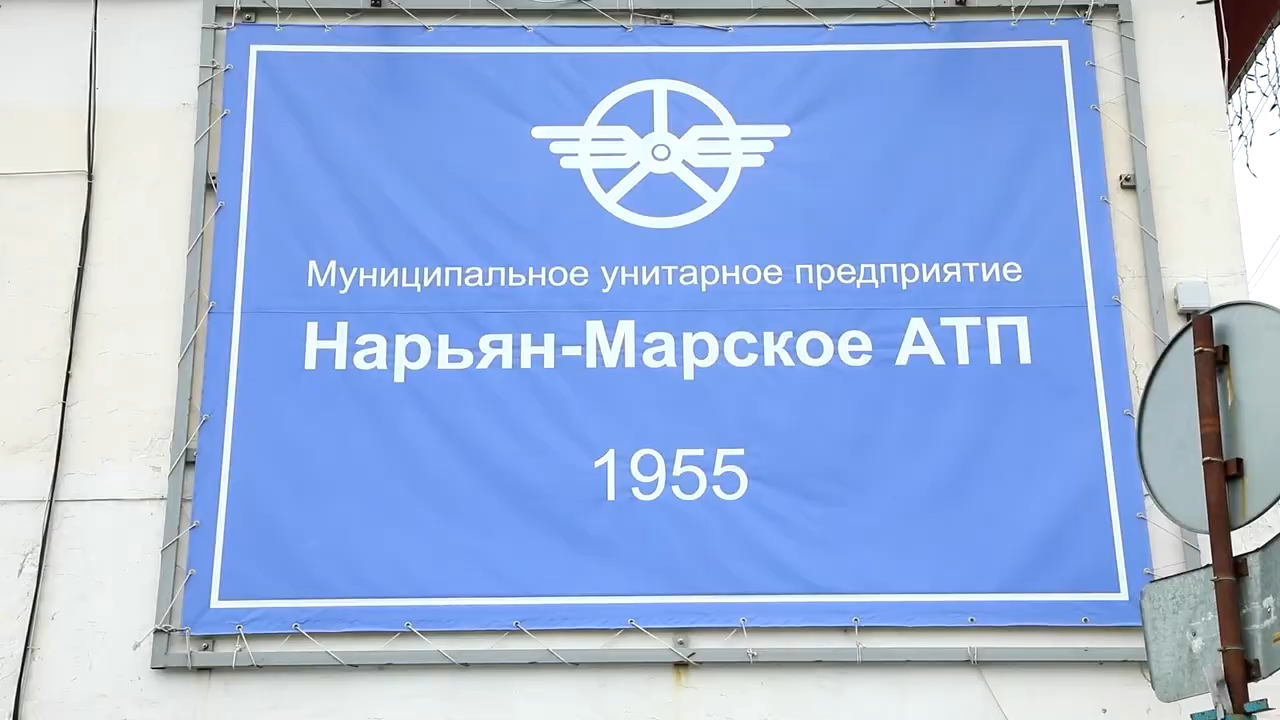 Муниципальное унитарное предприятие
Нарьян-Марское АТП
1955